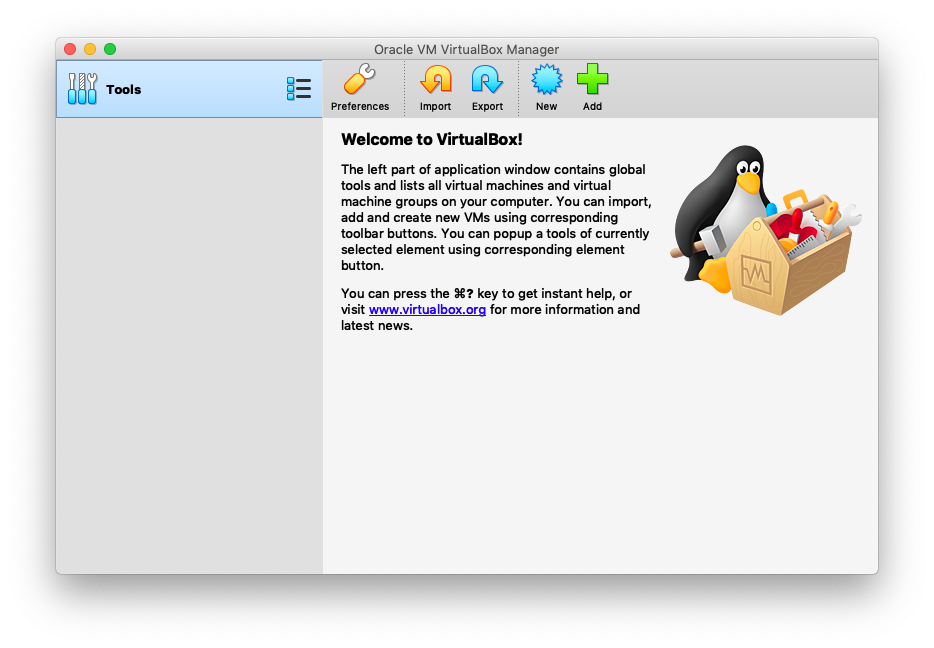 Oracle VM VirtualBox Manager
Tools
Preferences
Import
Export
New
Add
Welcome to VirtualBox!
The left part of application window contains global
tools and lists all virtual machines and virtual
machine groups on your computer. You can import,
add and create new VMs using corresponding
toolbar buttons. You can popup a tools of currently
selected element using corresponding element
button.
You can press the ⌘? key to get instant help, or
visit www.virtualbox.org for more information and
latest news.